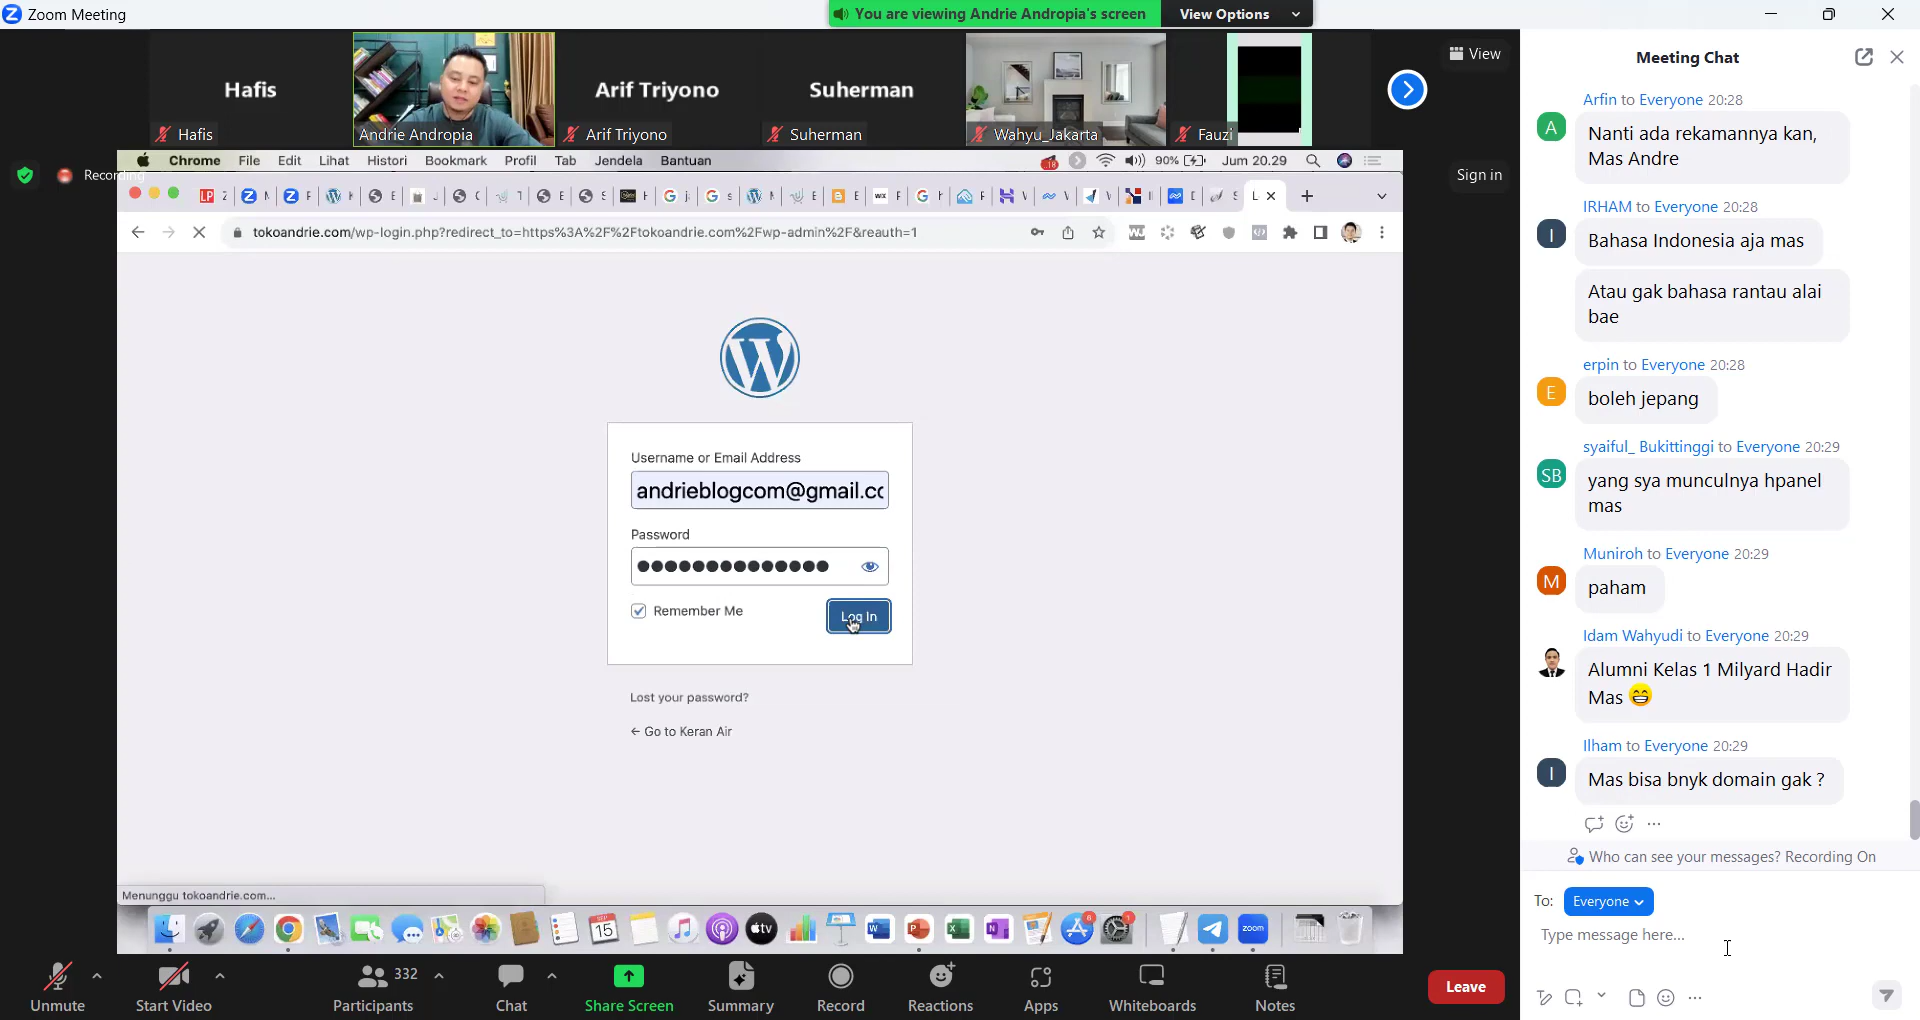 Zoom Meeting
You are viewing Andrie Andropia's screen
View Options
Hafis
Arif Triyono
Suherman
View
Hafis
Andrie Andropia
Arif Triyono
Suherman
Wahyu_Jakarta
Fauzi
Recording
Sign in
Chrome File Edit Lihat Histori Bookmark Profil Tab Jendela Bantuan
90% Jum 20.29
tokoandrie.com/wp-login.php?redirect_to=https%3A%2F%2Ftokoandrie.com%2Fwp-admin%2F&reauth=1
Username or Email Address
andrieblogcom@gmail.cc
Password
Remember Me
Log In
Lost your password?
← Go to Keran Air
Menunggu tokoandrie.com...
SEP
15
tv
zoom
Unmute
Start Video
332
Participants
Chat
Share Screen
Summary
Record
Reactions
Apps
Whiteboards
Notes
Leave
Meeting Chat
Arfin to Everyone 20:28
A
Nanti ada rekamannya kan,
Mas Andre
IRHAM to Everyone 20:28
I
Bahasa Indonesia aja mas
Atau gak bahasa rantau alai
bae
erpin to Everyone 20:28
E
boleh jepang
syaiful_ Bukittinggi to Everyone 20:29
SB
yang sya munculnya hpanel
mas
Muniroh to Everyone 20:29
M
paham
Idam Wahyudi to Everyone 20:29
Alumni Kelas 1 Milyard Hadir
Mas 😁
Ilham to Everyone 20:29
I
Mas bisa bnyk domain gak ?
Who can see your messages? Recording On
To: Everyone
Type message here...